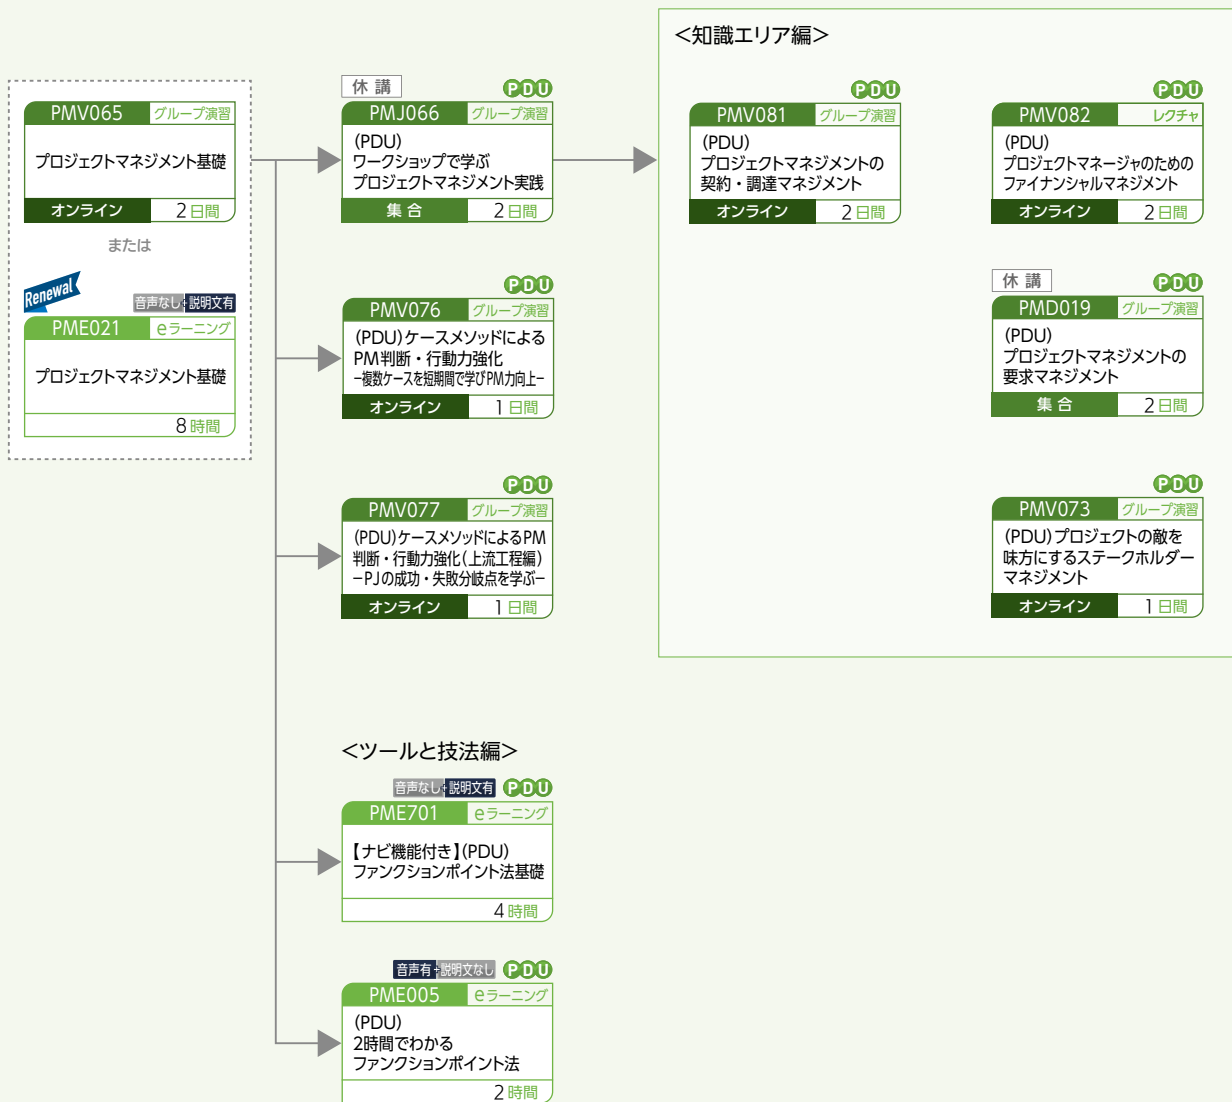 PMV065 グループ演習
プロジェクトマネジメント基礎
オンライン 2日間
または
Renewal
音声なし+説明文有
PME021 eラーニング
プロジェクトマネジメント基礎
8時間
休講 PDU
PMJ066 グループ演習
(PDU)
ワークショップで学ぶ
プロジェクトマネジメント実践
集合 2日間
PDU
PMV076 グループ演習
(PDU)ケースメソッドによる
PM判断・行動力強化
−複数ケースを短期間で学びPM力向上−
オンライン 1日間
PDU
PMV077 グループ演習
(PDU)ケースメソッドによるPM
判断・行動力強化(上流工程編)
−PJの成功・失敗分岐点を学ぶ−
オンライン 1日間
<ツールと技法編>
音声なし+説明文有 PDU
PME701 eラーニング
【ナビ機能付き】(PDU)
ファンクションポイント法基礎
4時間
音声有+説明文なし PDU
PME005 eラーニング
(PDU)
2時間でわかる
ファンクションポイント法
2時間
<知識エリア編>
PDU
PMV081 グループ演習
(PDU)
プロジェクトマネジメントの
契約・調達マネジメント
オンライン 2日間
PDU
PMV082 レクチャ
(PDU)
プロジェクトマネージャのための
ファイナンシャルマネジメント
オンライン 2日間
休講 PDU
PMD019 グループ演習
(PDU)
プロジェクトマネジメントの
要求マネジメント
集合 2日間
PDU
PMV073 グループ演習
(PDU)プロジェクトの敵を
味方にするステークホルダー
マネジメント
オンライン 1日間